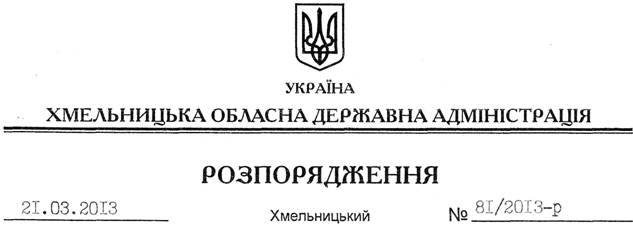 УКРАЇНА
ХМЕЛЬНИЦЬКА ОБЛАСНА ДЕРЖАВНА АДМІНІСТРАЦІЯ
РОЗПОРЯДЖЕННЯ
21.03.2013 Хмельницький № 81/2013-р